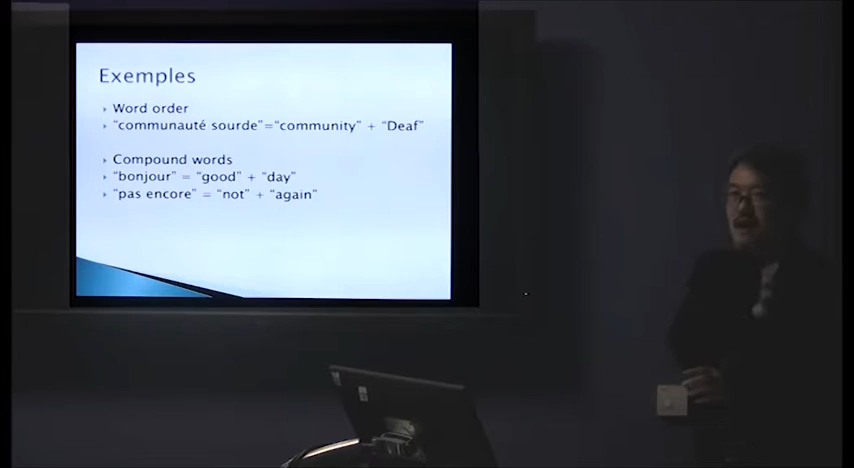 Exemples
Word order
"communauté sourde"="community" + "Deaf"
Compound words
"bonjour" = "good" + "day"
"pas encore" = "not" + "again"